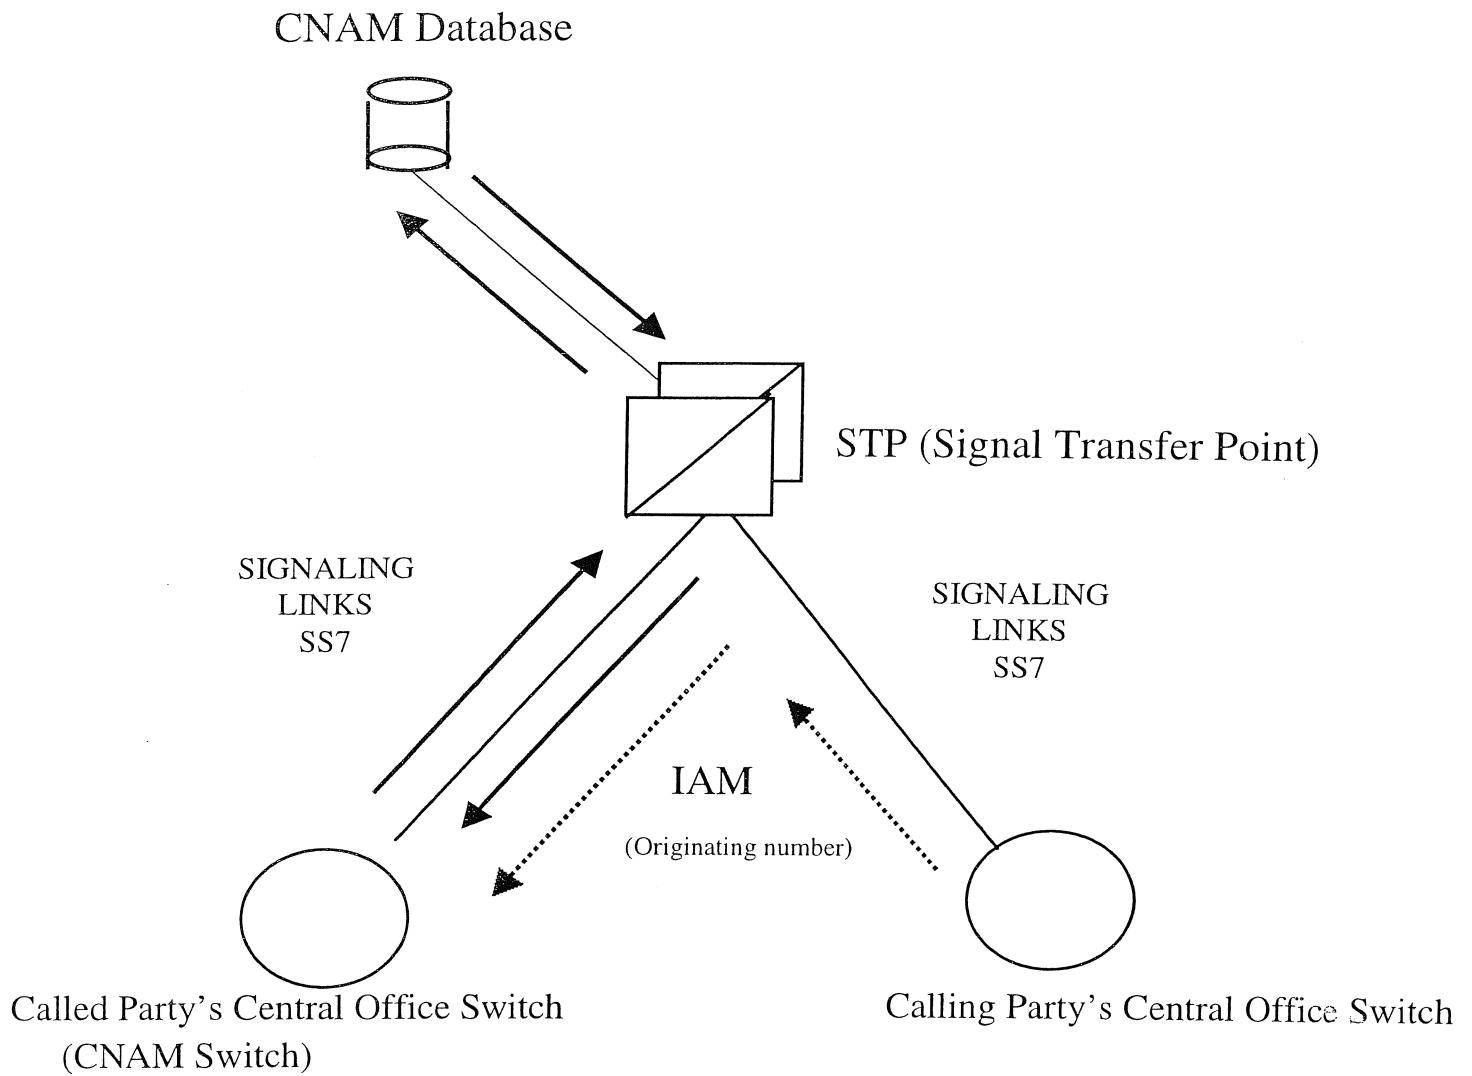 CNAM Database
STP (Signal Transfer Point)
SIGNALING
LINKS
SS7
SIGNALING
LINKS
SS7
IAM
(Originating number)
Called Party's Central Office Switch
(CNAM Switch)
Calling Party's Central Office Switch